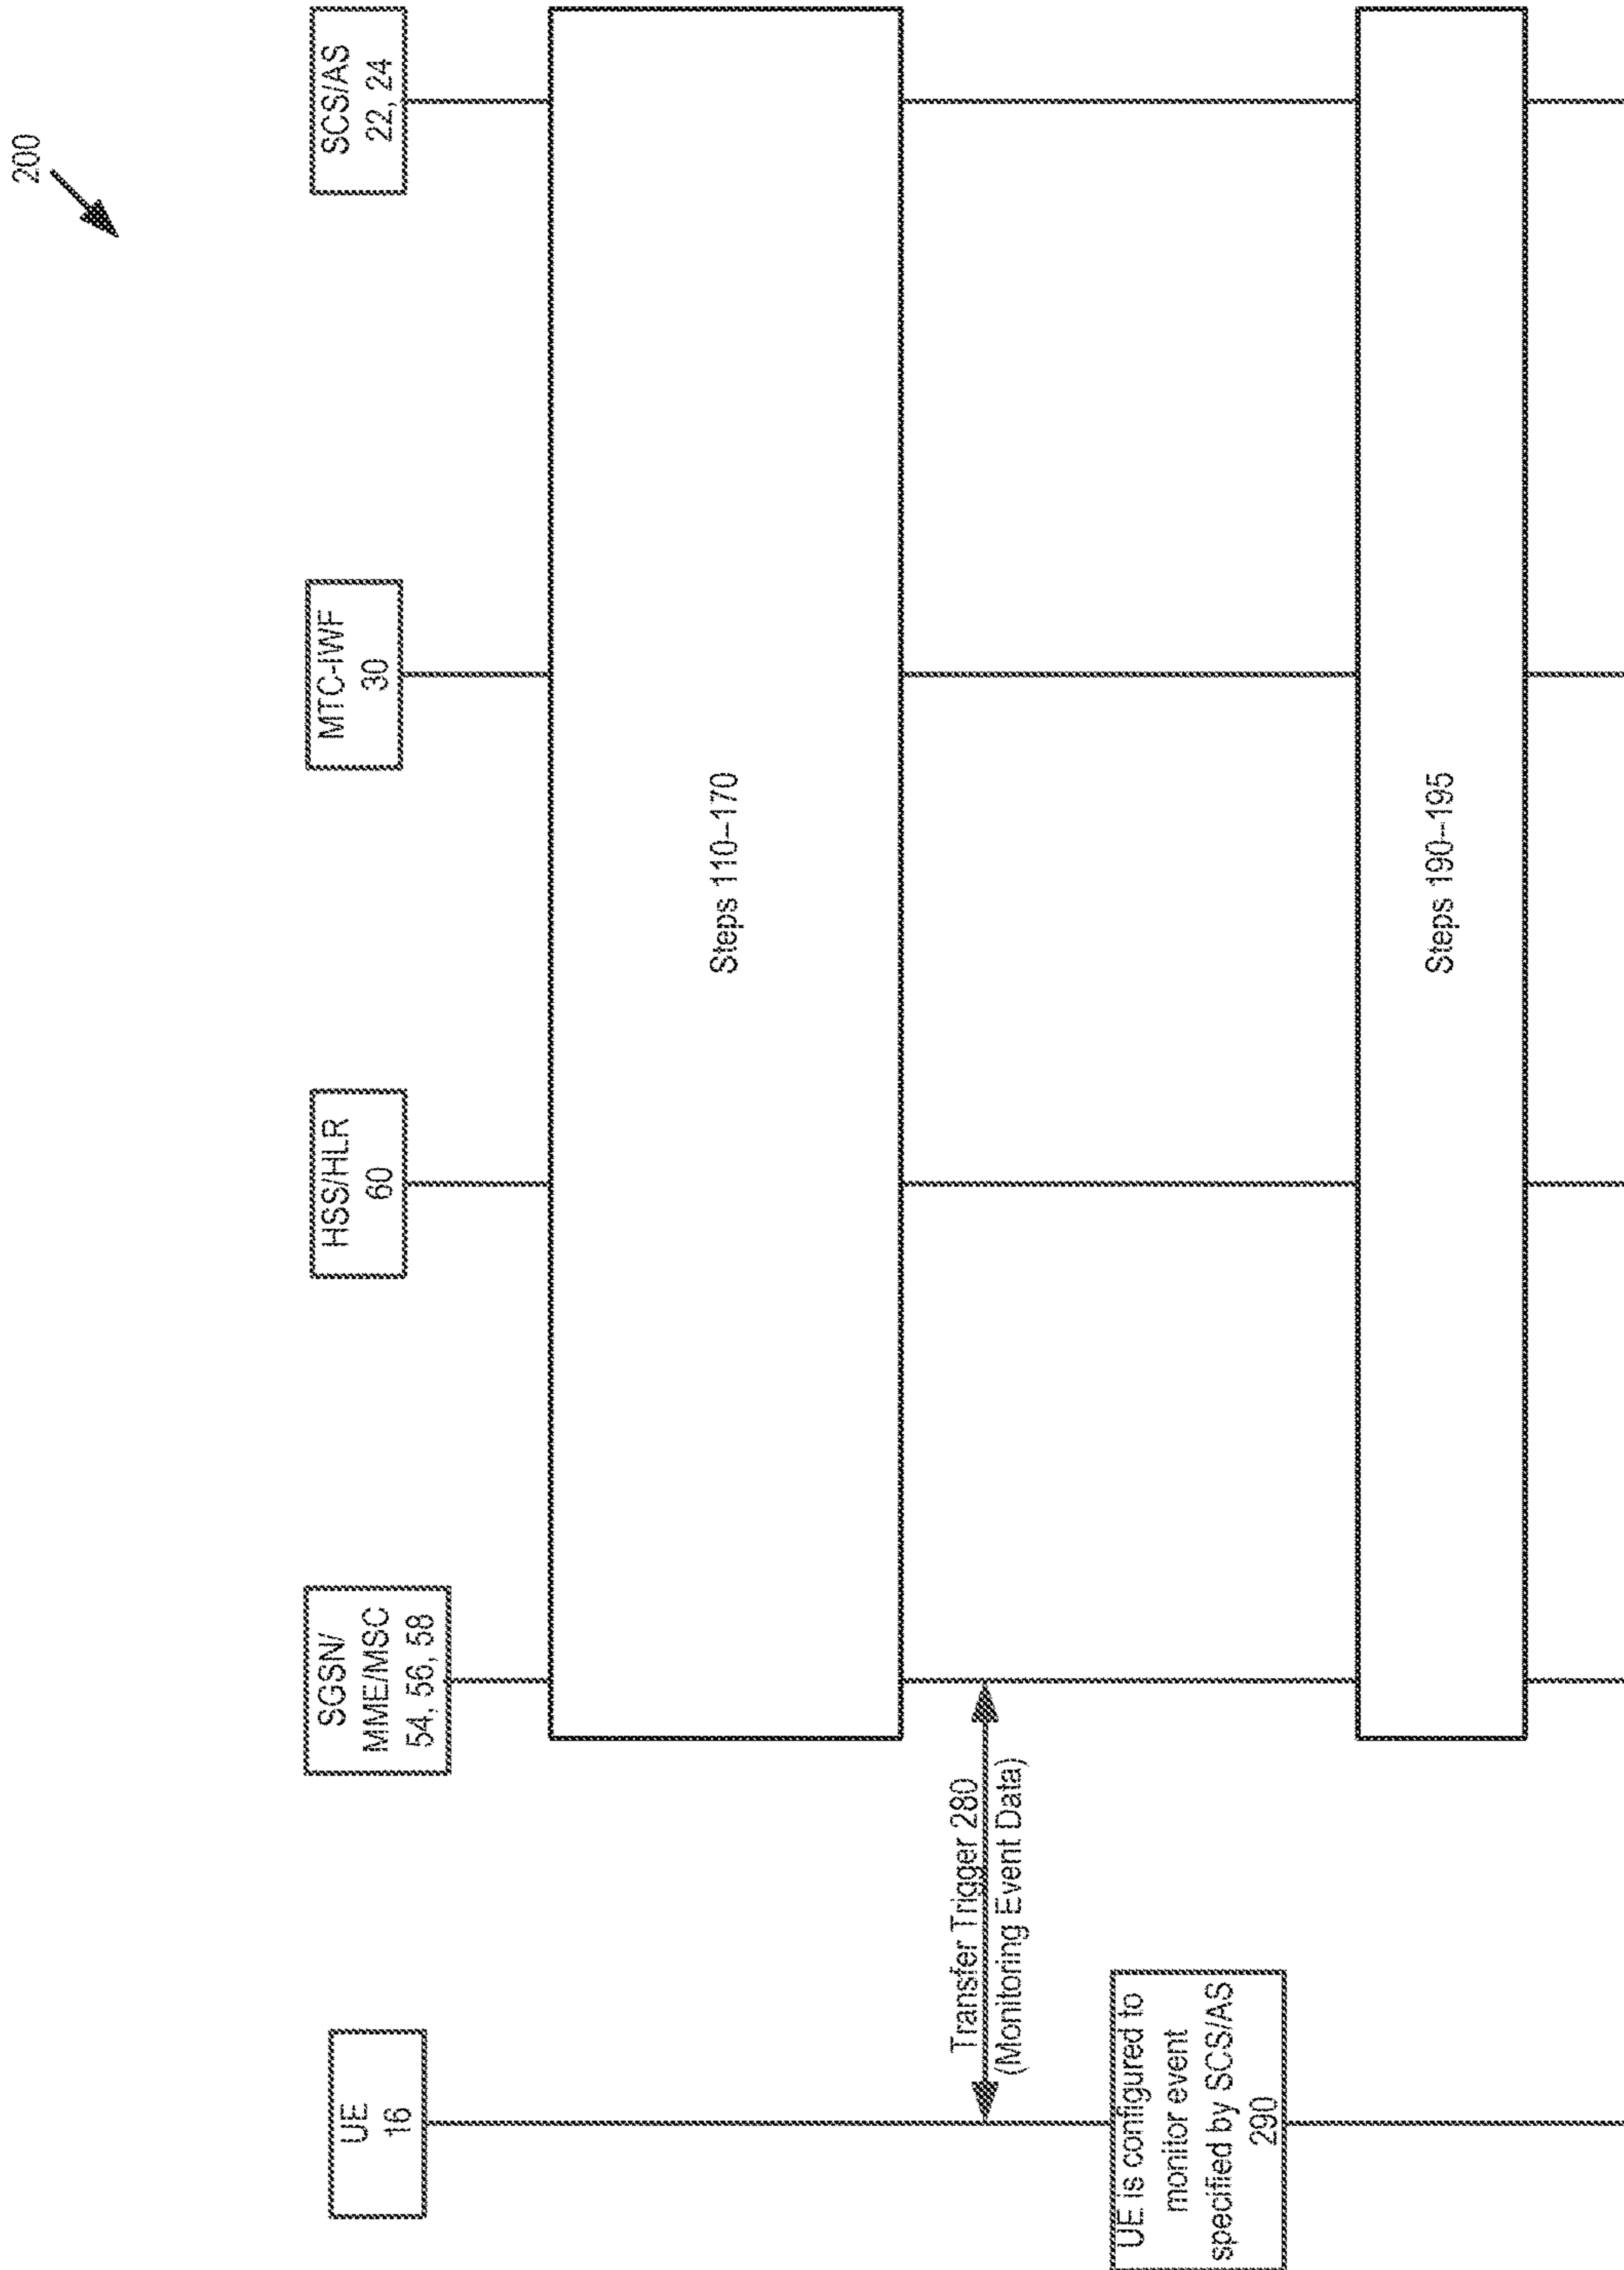 200
UE
16
SGSN/
MME/MSC
54, 56, 58
HSS/HLR
60
MTC-IWF
30
SCS/AS
22, 24
Steps 110–170
Transfer Trigger 280
(Monitoring Event Data)
UE is configured to
monitor event
specified by SCS/AS
290
Steps 190–195